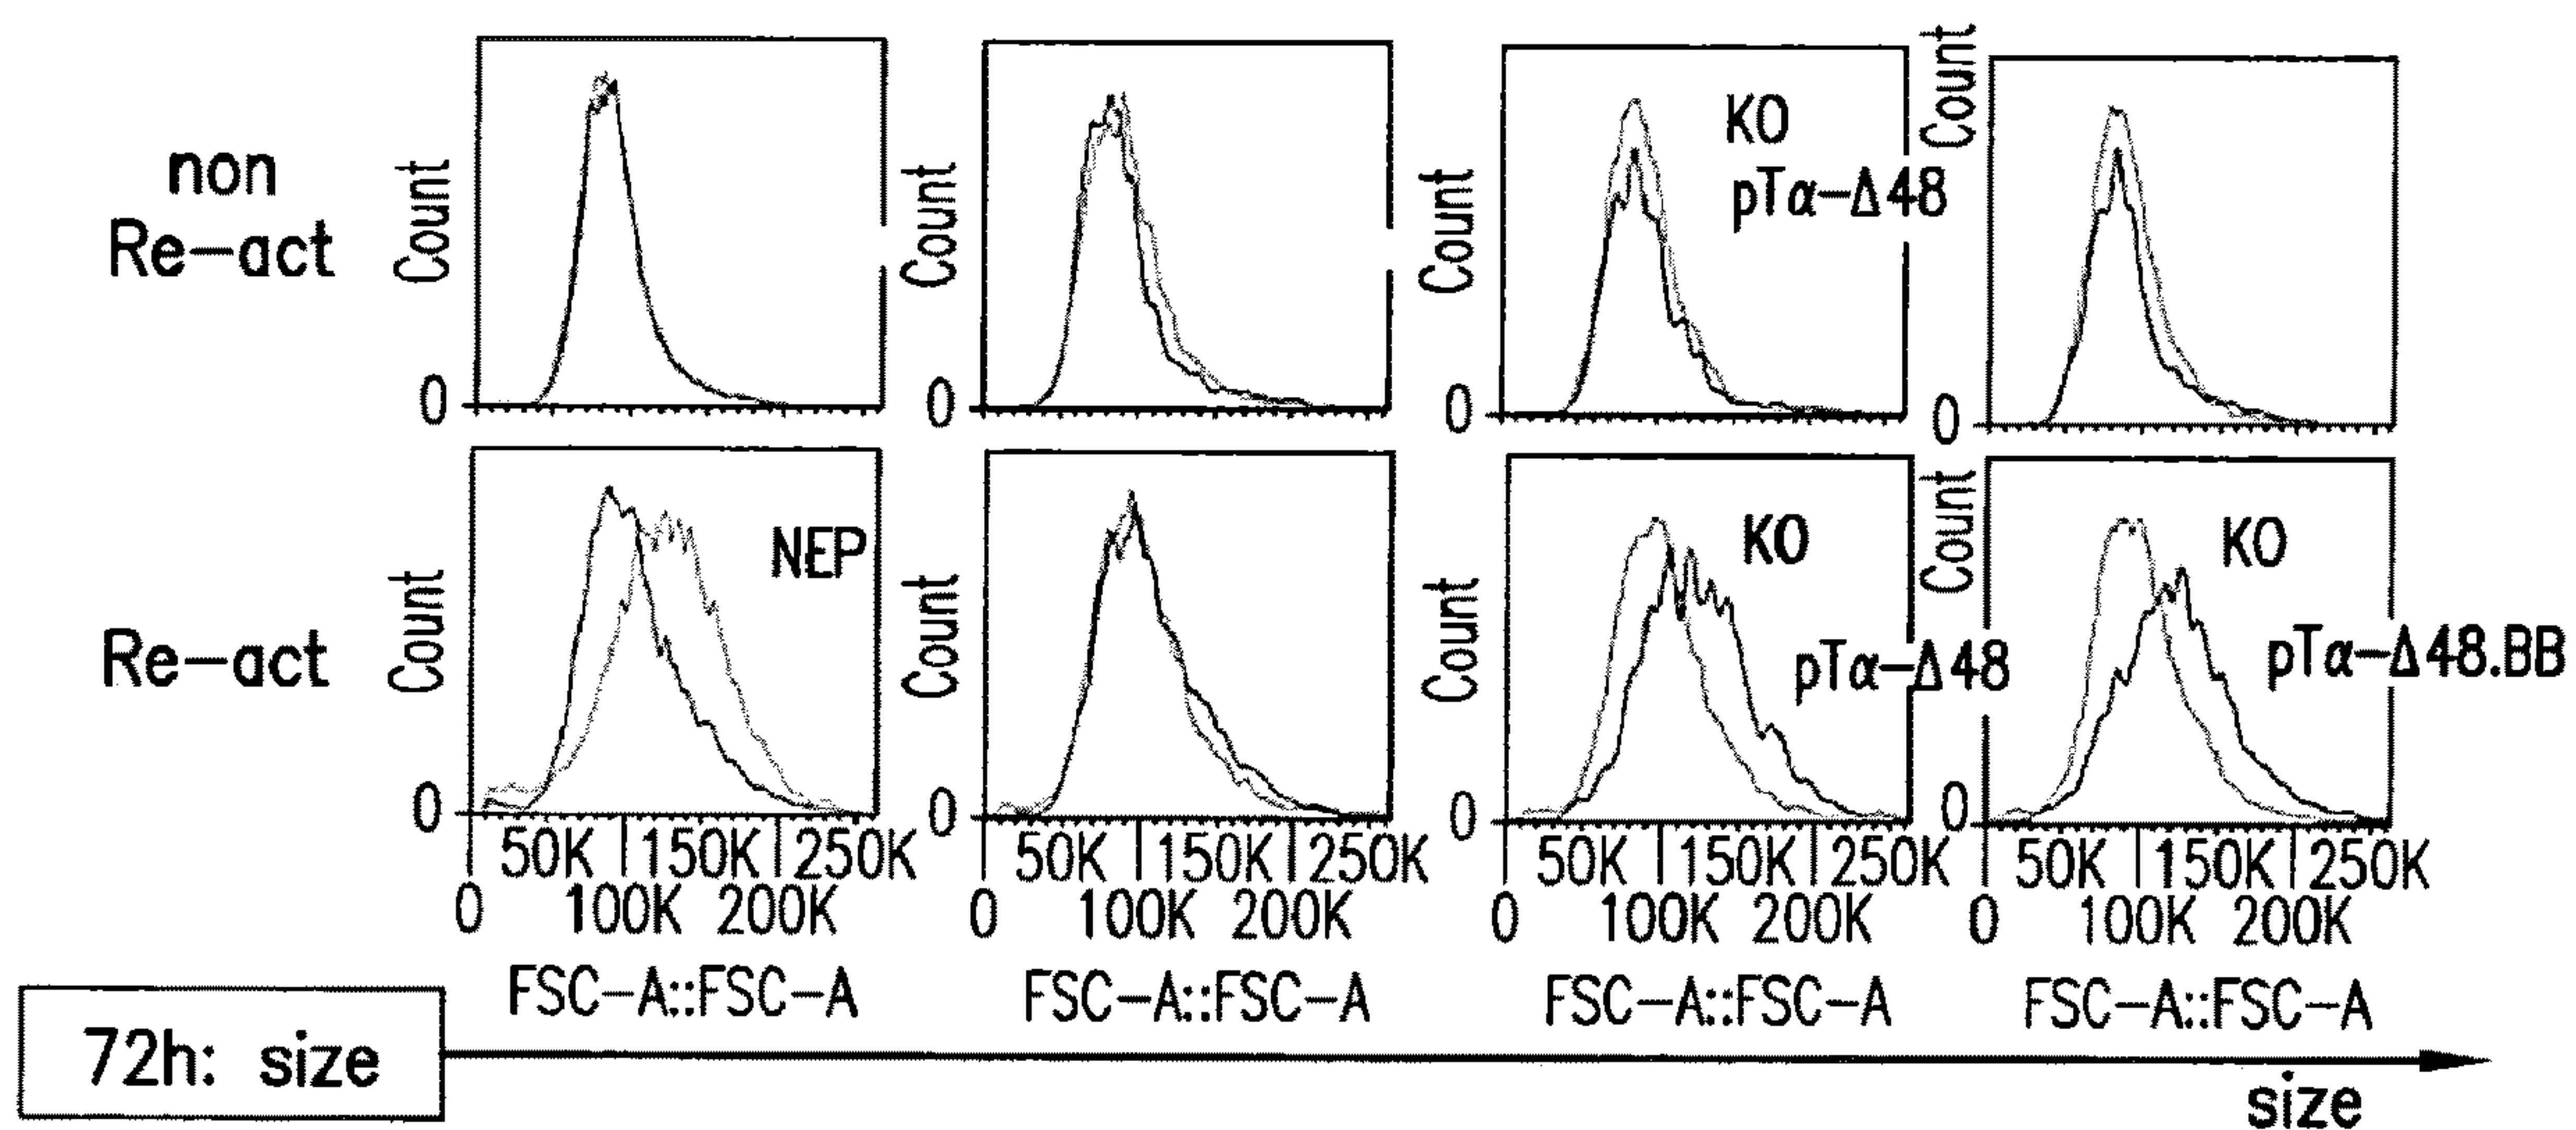 non
Re-act
Count
0
Count
0
Count
0
KO
pTα-Δ48
Count
0
Re-act
Count
0
NEP
Count
0
Count
0
KO
pTα-Δ48
Count
0
KO
pTα-Δ48.BB
50K 150K 250K
0 100K 200K
FSC-A::FSC-A
50K 150K 250K
0 100K 200K
FSC-A::FSC-A
50K 150K 250K
0 100K 200K
FSC-A::FSC-A
50K 150K 250K
0 100K 200K
FSC-A::FSC-A
72h: size
size